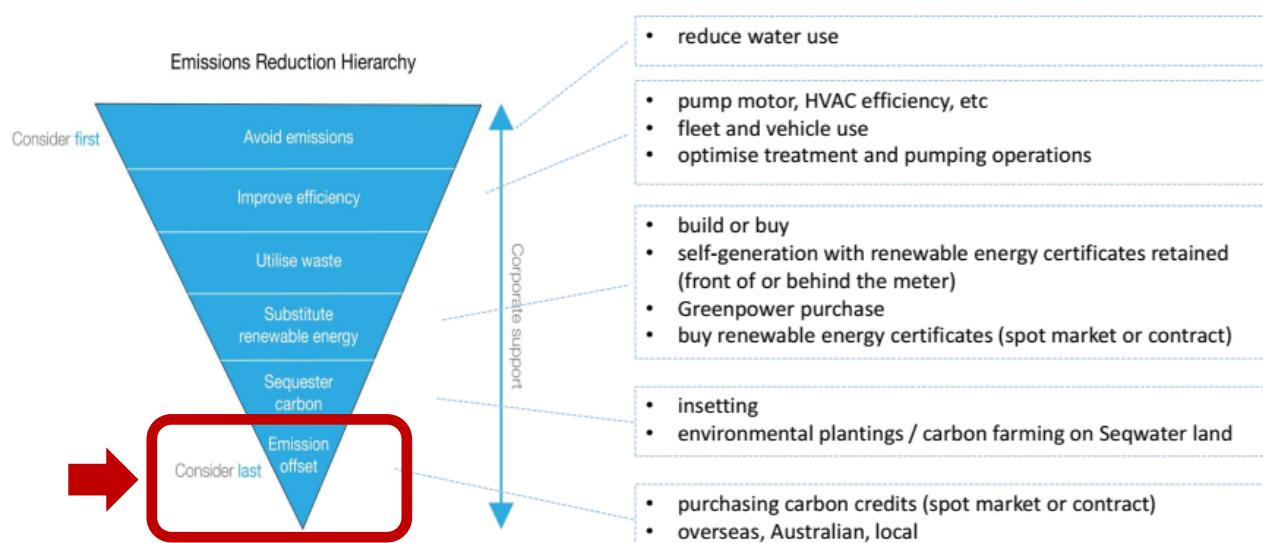 Emissions Reduction Hierarchy
Consider first
Avoid emissions
Improve efficiency
Utilise waste
Substitute
renewable energy
Sequester
carbon
Emission
offset
Consider last
Corporate support
• reduce water use
• pump motor, HVAC efficiency, etc
• fleet and vehicle use
• optimise treatment and pumping operations
• build or buy
• self-generation with renewable energy certificates retained
(front of or behind the meter)
• Greenpower purchase
• buy renewable energy certificates (spot market or contract)
• insetting
• environmental plantings / carbon farming on Seqwater land
• purchasing carbon credits (spot market or contract)
• overseas, Australian, local